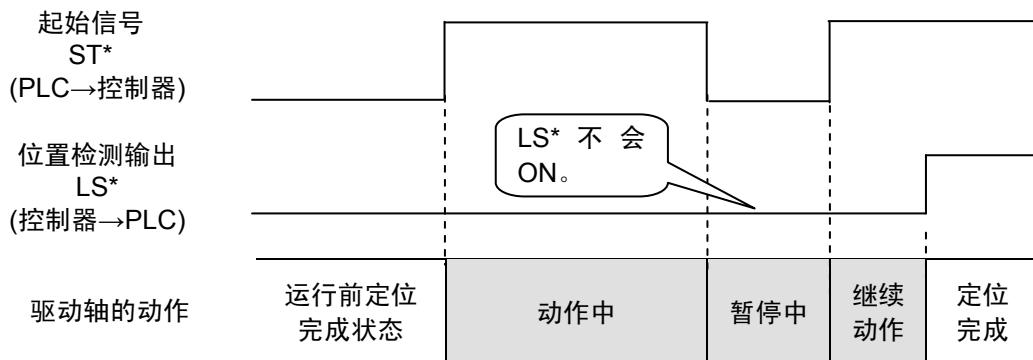 起始信号
ST*
(PLC→控制器)
LS* 不 会
ON。
位置检测输出
LS*
(控制器→PLC)
驱动轴的动作
运行前定位
完成状态
动作中
暂停中
继续
动作
定位
完成